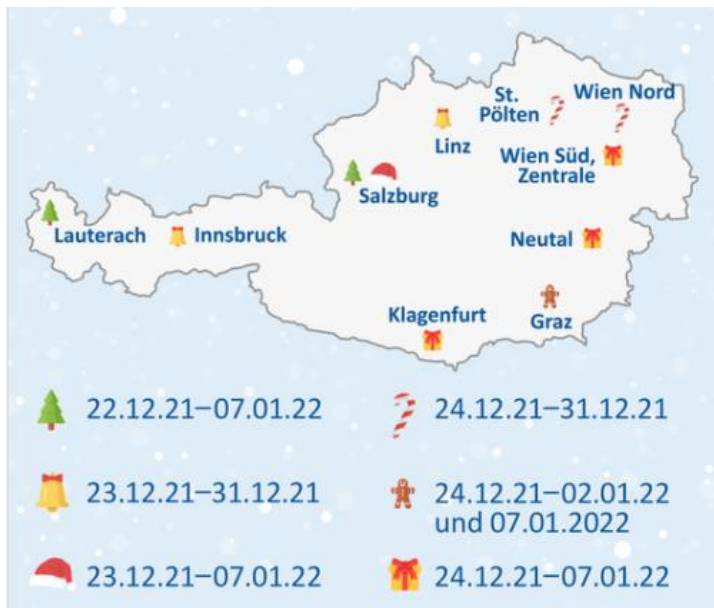 St.
Pölten
Wien Nord
Linz
Wien Süd,
Zentrale
Salzburg
Lauterach
Innsbruck
Neutal
Klagenfurt
Graz
22.12.21–07.01.22
24.12.21–31.12.21
23.12.21–31.12.21
24.12.21–02.01.22
und 07.01.2022
23.12.21–07.01.22
24.12.21–07.01.22